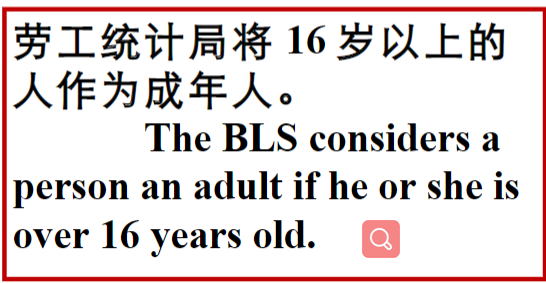 劳工统计局将 16 岁以上的
人作为成年人。
The BLS considers a
person an adult if he or she is
over 16 years old.